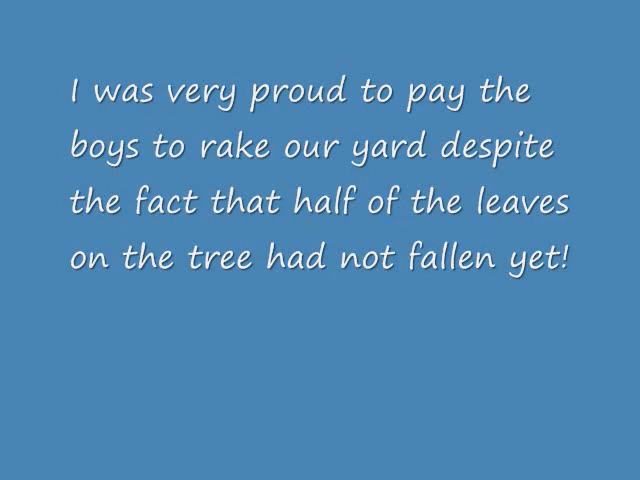 I was very proud to pay the
boys to rake our yard despite
the fact that half of the leaves
on the tree had not fallen yet!